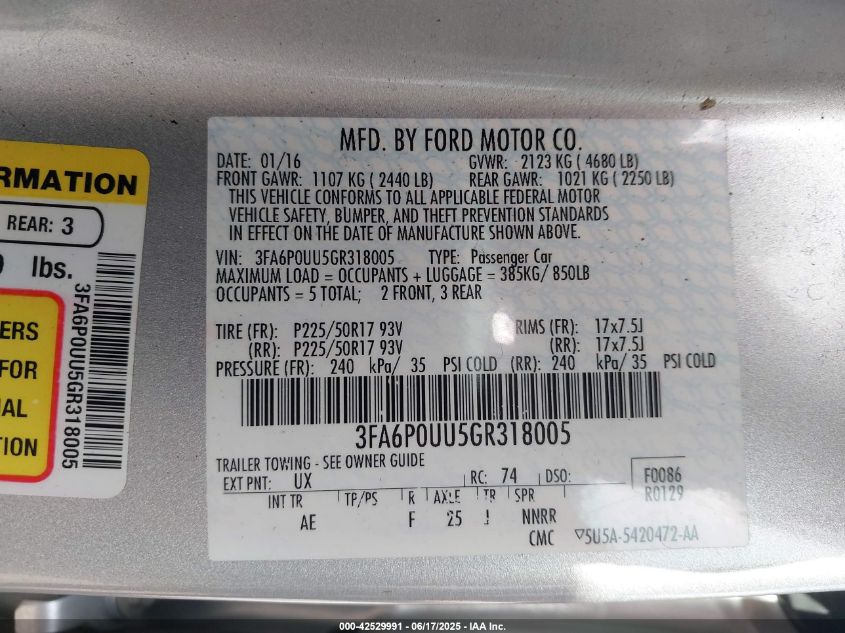 RMATION
REAR: 3
lbs.
ERS
FOR
AL
TION
3FA6P0UU5GR318005
MFD. BY FORD MOTOR CO.
DATE: 01/16 GVWR: 2123 KG ( 4680 LB)
FRONT GAWR: 1107 KG ( 2440 LB) REAR GAWR: 1021 KG ( 2250 LB)
THIS VEHICLE CONFORMS TO ALL APPLICABLE FEDERAL MOTOR
VEHICLE SAFETY, BUMPER, AND THEFT PREVENTION STANDARDS
IN EFFECT ON THE DATE OF MANUFACTURE SHOWN ABOVE.
VIN: 3FA6P0UU5GR318005 TYPE: Passenger Car
MAXIMUM LOAD = OCCUPANTS + LUGGAGE = 385KG/ 850LB
OCCUPANTS = 5 TOTAL; 2 FRONT, 3 REAR
TIRE (FR): P225/50R17 93V RIMS (FR): 17x7.5J
(RR): P225/50R17 93V (RR): 17x7.5J
PRESSURE (FR): 240 kPa/ 35 PSI COLD (RR): 240 kPa/ 35 PSI COLD
3FA6P0UU5GR318005
TRAILER TOWING - SEE OWNER GUIDE
EXT PNT: UX RC: 74 DSO: F0086
R0129
INT TR TP/PS R AXLE TR SPR
AE F 25 J NNRR
CMC ▽5U5A-5420472-AA
000-42529991 - 06/17/2025 - IAA Inc.